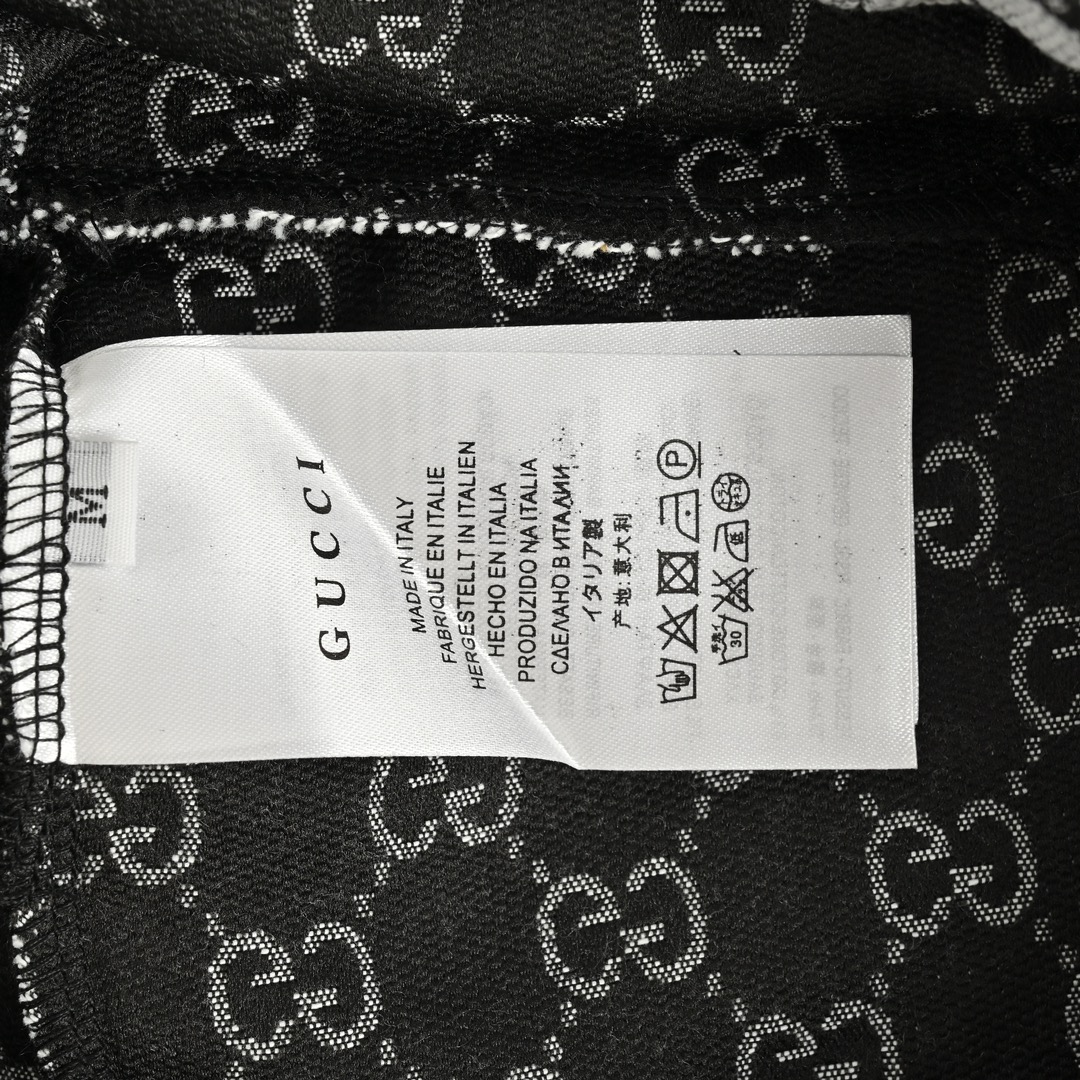 M
GUCCI
MADE IN ITALY
FABRIQUE EN ITALIE
HERGESTELLT IN ITALIEN
HECHO EN ITALIA
PRODUZIDO NA ITALIA
СДЕЛАНО В ИТАЛИИ
イタリア製
产地:意大利
P
30